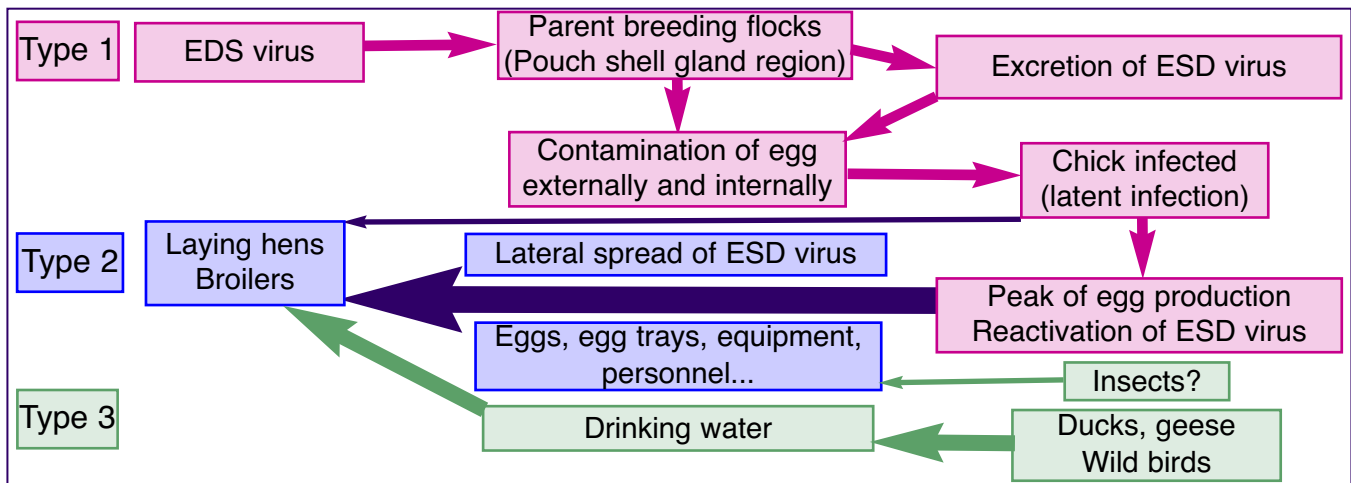 Type 1
EDS virus
Parent breeding flocks
(Pouch shell gland region)
Excretion of ESD virus
Contamination of egg
externally and internally
Chick infected
(latent infection)
Type 2
Laying hens
Broilers
Lateral spread of ESD virus
Peak of egg production
Reactivation of ESD virus
Eggs, egg trays, equipment,
personnel...
Insects?
Type 3
Drinking water
Ducks, geese
Wild birds